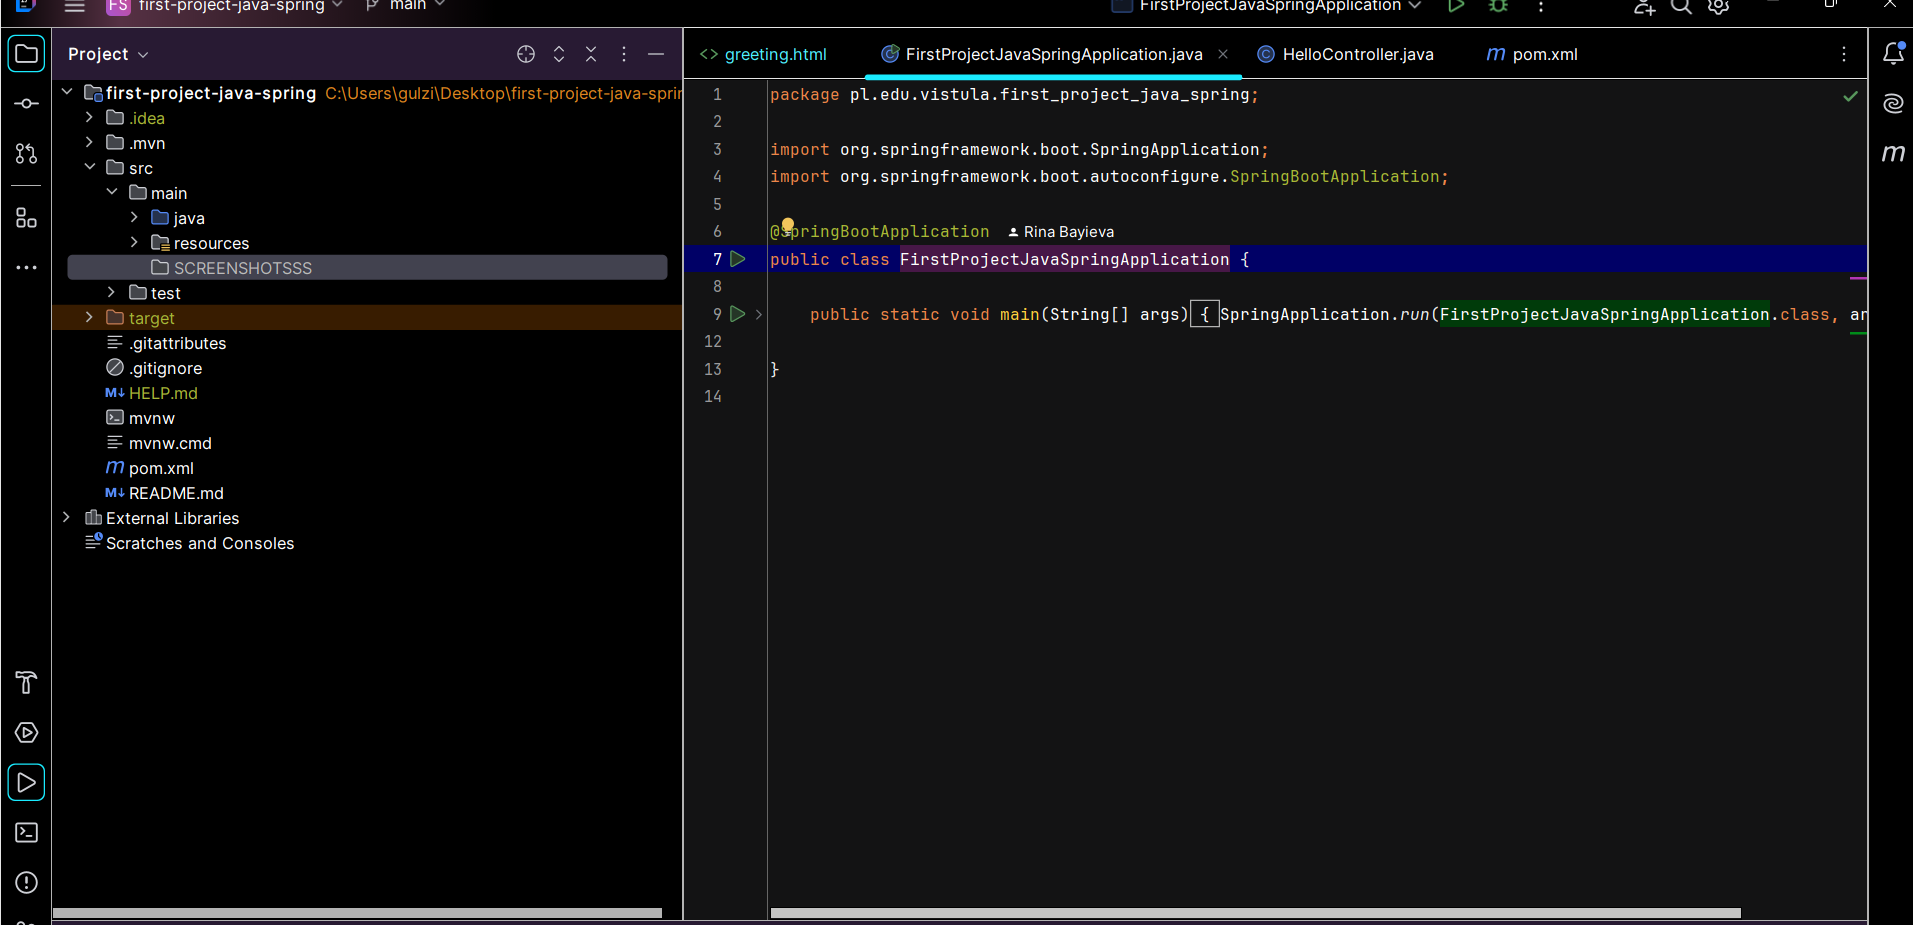 FS first-project-java-spring main FirstProjectJavaSpringApplication
Project
first-project-java-spring C:\Users\gulzi\Desktop\first-project-java-sprin
.idea
.mvn
src
main
java
resources
SCREENSHOTSSS
test
target
.gitattributes
.gitignore
M↓ HELP.md
mvnw
mvnw.cmd
m pom.xml
M↓ README.md
External Libraries
Scratches and Consoles
<> greeting.html FirstProjectJavaSpringApplication.java HelloController.java m pom.xml
1 package pl.edu.vistula.first_project_java_spring;
2
3 import org.springframework.boot.SpringApplication;
4 import org.springframework.boot.autoconfigure.SpringBootApplication;
5
6 @SpringBootApplication Rina Bayieva
7 public class FirstProjectJavaSpringApplication {
8
9 public static void main(String[] args) { SpringApplication.run(FirstProjectJavaSpringApplication.class, ar
12
13 }
14
m